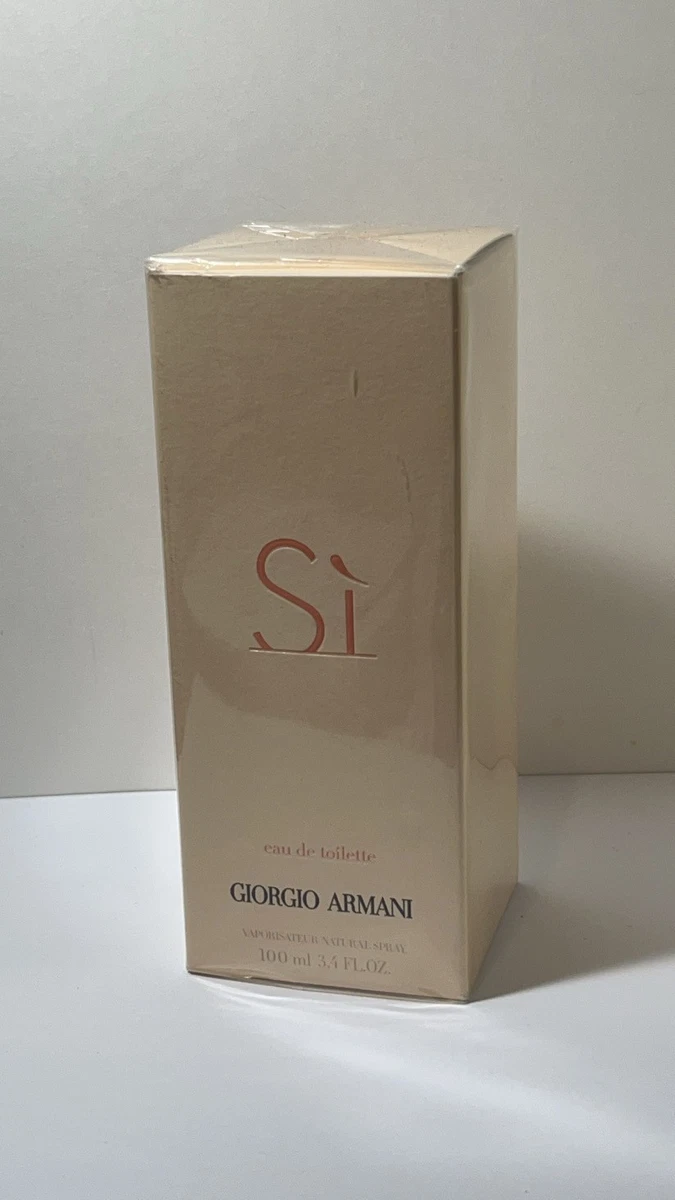 Sì
eau de toilette
GIORGIO ARMANI
VAPORISATEUR NATURAL SPRAY
100 ml 3.4 FL.OZ.